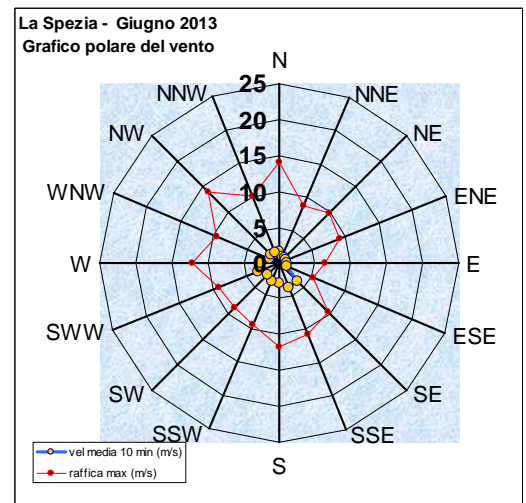 La Spezia - Giugno 2013
Grafico polare del vento
N
NNE
NE
ENE
E
ESE
SE
SSE
S
SSW
SW
SWW
W
WNW
NW
NNW
25
20
15
10
5
0
vel media 10 min (m/s)
raffica max (m/s)